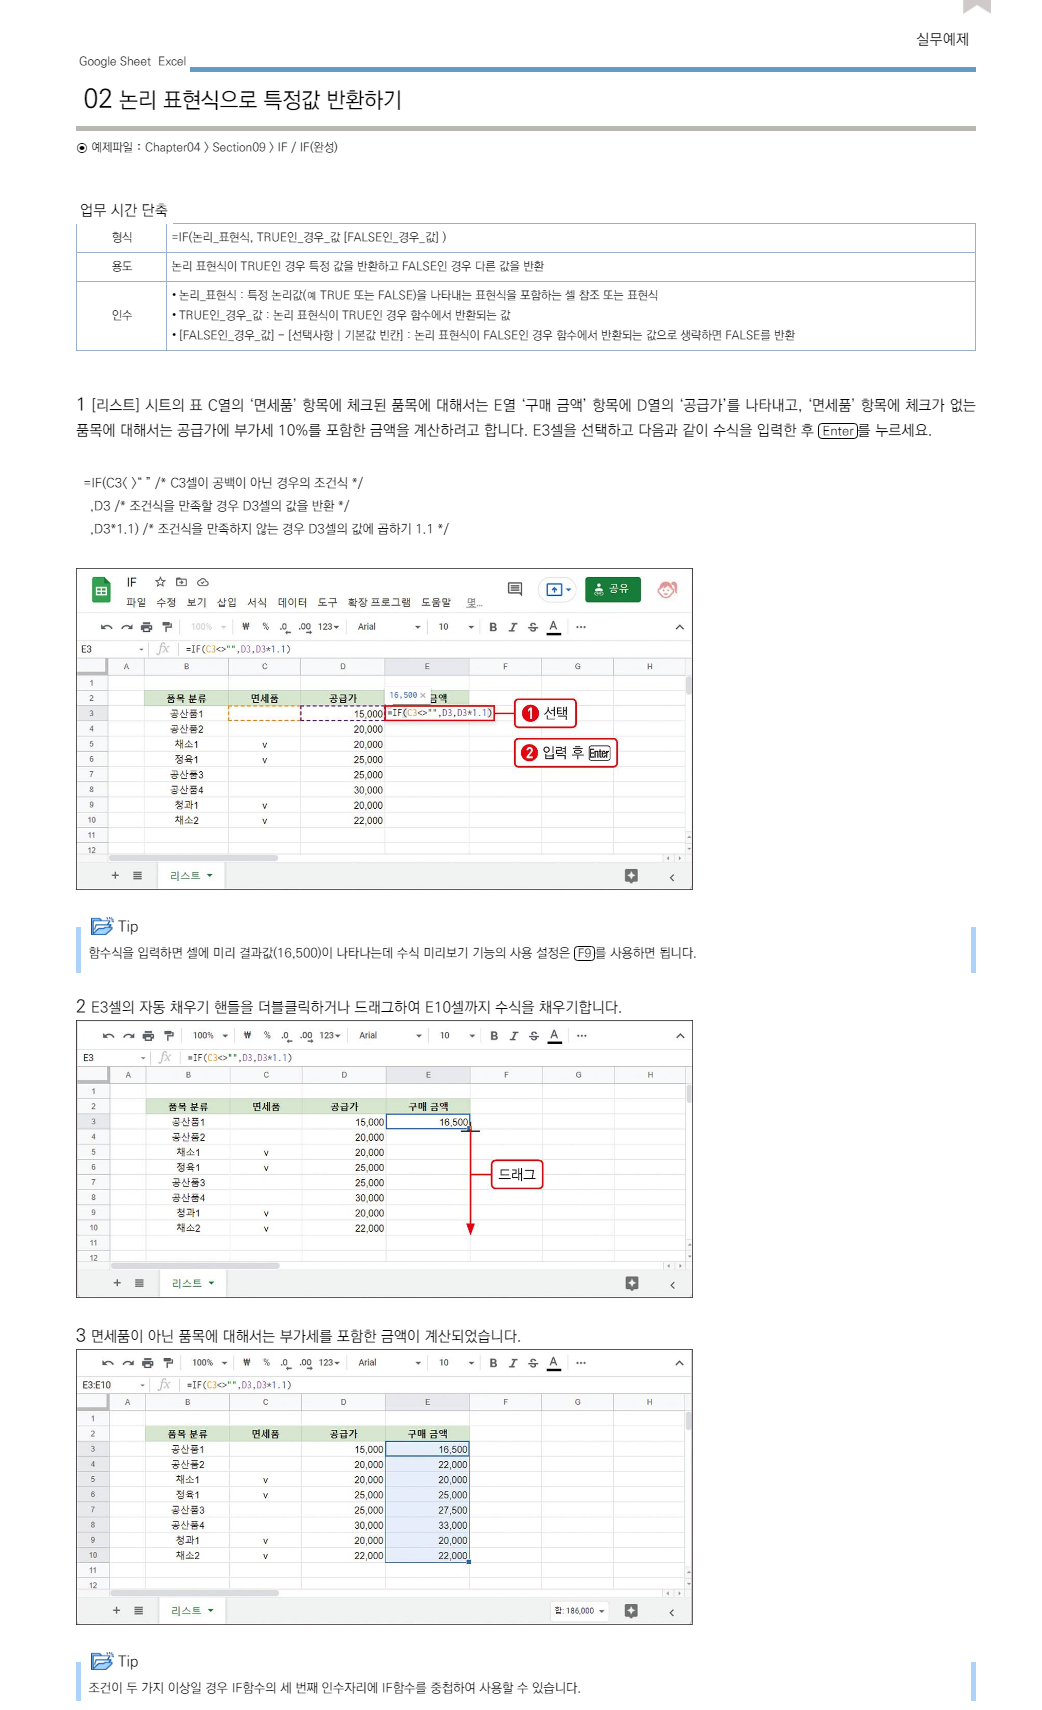 실무예제
Google Sheet Excel
02 논리 표현식으로 특정값 반환하기
예제파일 : Chapter04 > Section09 > IF / IF(완성)
업무 시간 단축
형식 =IF(논리_표현식, TRUE인_경우_값 [FALSE인_경우_값] )
용도 논리 표현식이 TRUE인 경우 특정 값을 반환하고 FALSE인 경우 다른 값을 반환
인수
• 논리_표현식 : 특정 논리값(예 TRUE 또는 FALSE)을 나타내는 표현식을 포함하는 셀 참조 또는 표현식
• TRUE인_경우_값 : 논리 표현식이 TRUE인 경우 함수에서 반환되는 값
• [FALSE인_경우_값] - [선택사항 | 기본값 빈칸] : 논리 표현식이 FALSE인 경우 함수에서 반환되는 값으로 생략하면 FALSE를 반환
1 [리스트] 시트의 표 C열의 ‘면세품’ 항목에 체크된 품목에 대해서는 E열 ‘구매 금액’ 항목에 D열의 ‘공급가’를 나타내고, ‘면세품’ 항목에 체크가 없는
품목에 대해서는 공급가에 부가세 10%를 포함한 금액을 계산하려고 합니다. E3셀을 선택하고 다음과 같이 수식을 입력한 후 Enter를 누르세요.
=IF(C3< >“ ” /* C3셀이 공백이 아닌 경우의 조건식 */
,D3 /* 조건식을 만족할 경우 D3셀의 값을 반환 */
,D3*1.1) /* 조건식을 만족하지 않는 경우 D3셀의 값에 곱하기 1.1 */
IF
공유
파일 수정 보기 삽입 서식 데이터 도구 확장 프로그램 도움말 몇...
100% ₩ % .0 .00 123 Arial 10 B I S A ...
E3 fx =IF(C3<>"",D3,D3*1.1)
A B C D E F G H
1
2 품목 분류 면세품 공급가 16,500 × 금액
3 공산품1 15,000 =IF(C3<>"",D3,D3*1.1) 1 선택
4 공산품2 20,000
5 채소1 v 20,000 2 입력 후 Enter
6 정육1 v 25,000
7 공산품3 25,000
8 공산품4 30,000
9 청과1 v 20,000
10 채소2 v 22,000
11
12
+ 리스트
Tip
함수식을 입력하면 셀에 미리 결과값(16,500)이 나타나는데 수식 미리보기 기능의 사용 설정은 F9를 사용하면 됩니다.
2 E3셀의 자동 채우기 핸들을 더블클릭하거나 드래그하여 E10셀까지 수식을 채우기합니다.
100% ₩ % .0 .00 123 Arial 10 B I S A ...
E3 fx =IF(C3<>"",D3,D3*1.1)
A B C D E F G H
1
2 품목 분류 면세품 공급가 구매 금액
3 공산품1 15,000 16,500
4 공산품2 20,000
5 채소1 v 20,000
6 정육1 v 25,000 드래그
7 공산품3 25,000
8 공산품4 30,000
9 청과1 v 20,000
10 채소2 v 22,000
11
12
+ 리스트
3 면세품이 아닌 품목에 대해서는 부가세를 포함한 금액이 계산되었습니다.
100% ₩ % .0 .00 123 Arial 10 B I S A ...
E3:E10 fx =IF(C3<>"",D3,D3*1.1)
A B C D E F G H
1
2 품목 분류 면세품 공급가 구매 금액
3 공산품1 15,000 16,500
4 공산품2 20,000 22,000
5 채소1 v 20,000 20,000
6 정육1 v 25,000 25,000
7 공산품3 25,000 27,500
8 공산품4 30,000 33,000
9 청과1 v 20,000 20,000
10 채소2 v 22,000 22,000
11
12
+ 리스트 합: 186,000
Tip
조건이 두 가지 이상일 경우 IF함수의 세 번째 인수자리에 IF함수를 중첩하여 사용할 수 있습니다.